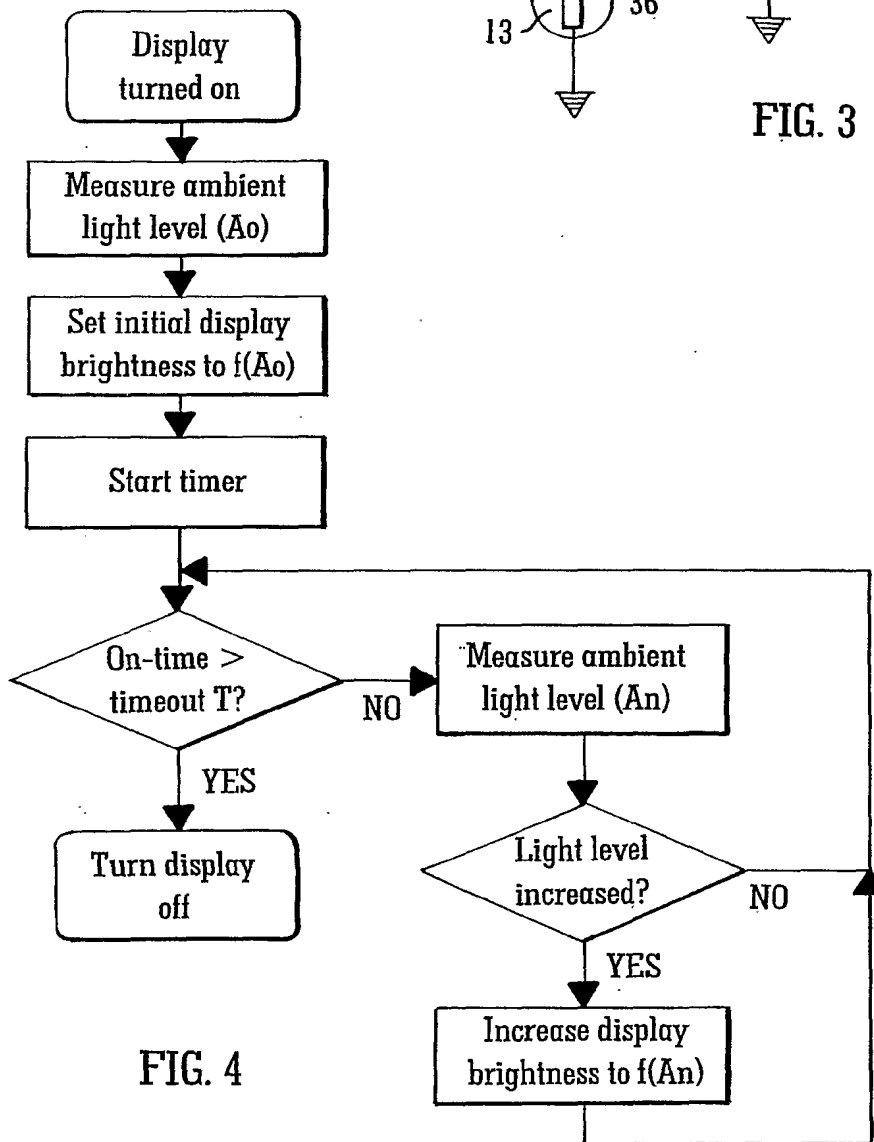 13
36
FIG. 3
Display
turned on
Measure ambient
light level (Ao)
Set initial display
brightness to f(Ao)
Start timer
On-time >
timeout T?
NO
YES
Turn display
off
Measure ambient
light level (An)
Light level
increased?
NO
YES
Increase display
brightness to f(An)
FIG. 4